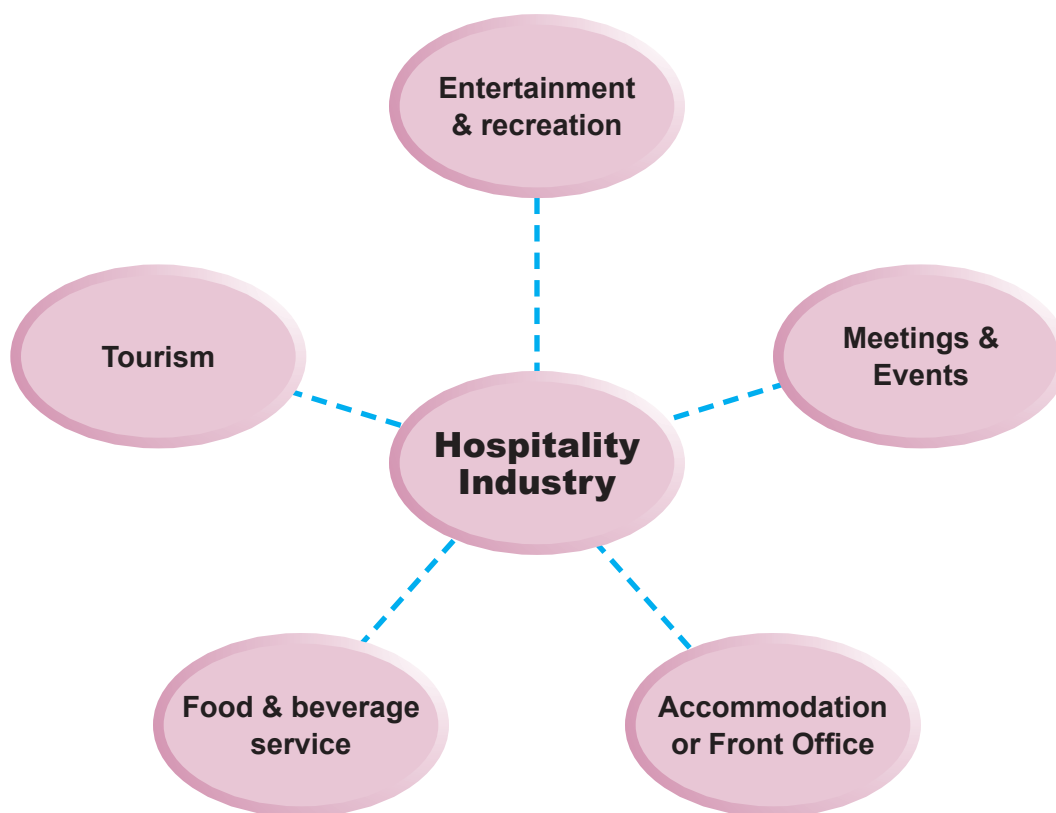 Entertainment
& recreation
Tourism
Meetings &
Events
Hospitality
Industry
Food & beverage
service
Accommodation
or Front Office